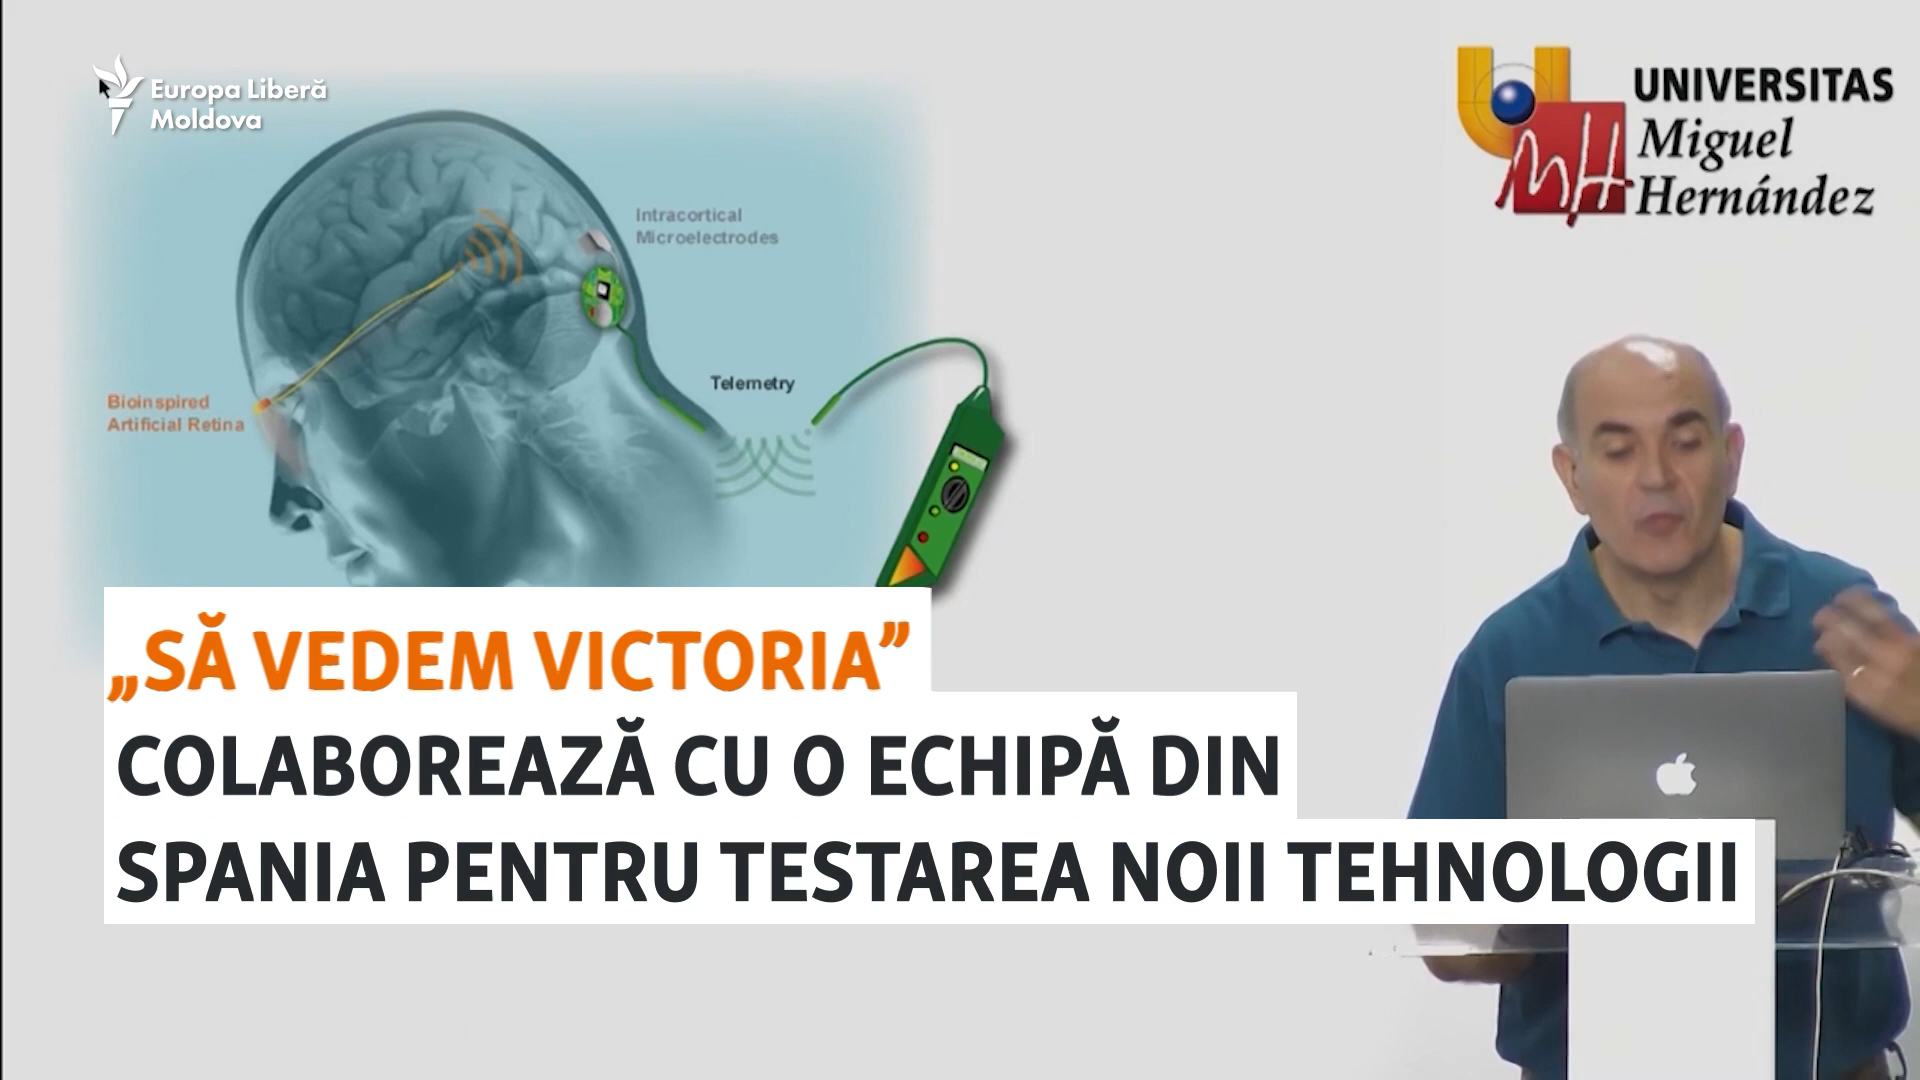 Europa Liberă
Moldova
UNIVERSITAS
Miguel
Hernández
Intracortical
Microelectrodes
Telemetry
Bioinspired
Artificial Retina
„SĂ VEDEM VICTORIA”
COLABOREAZĂ CU O ECHIPĂ DIN
SPANIA PENTRU TESTAREA NOII TEHNOLOGII